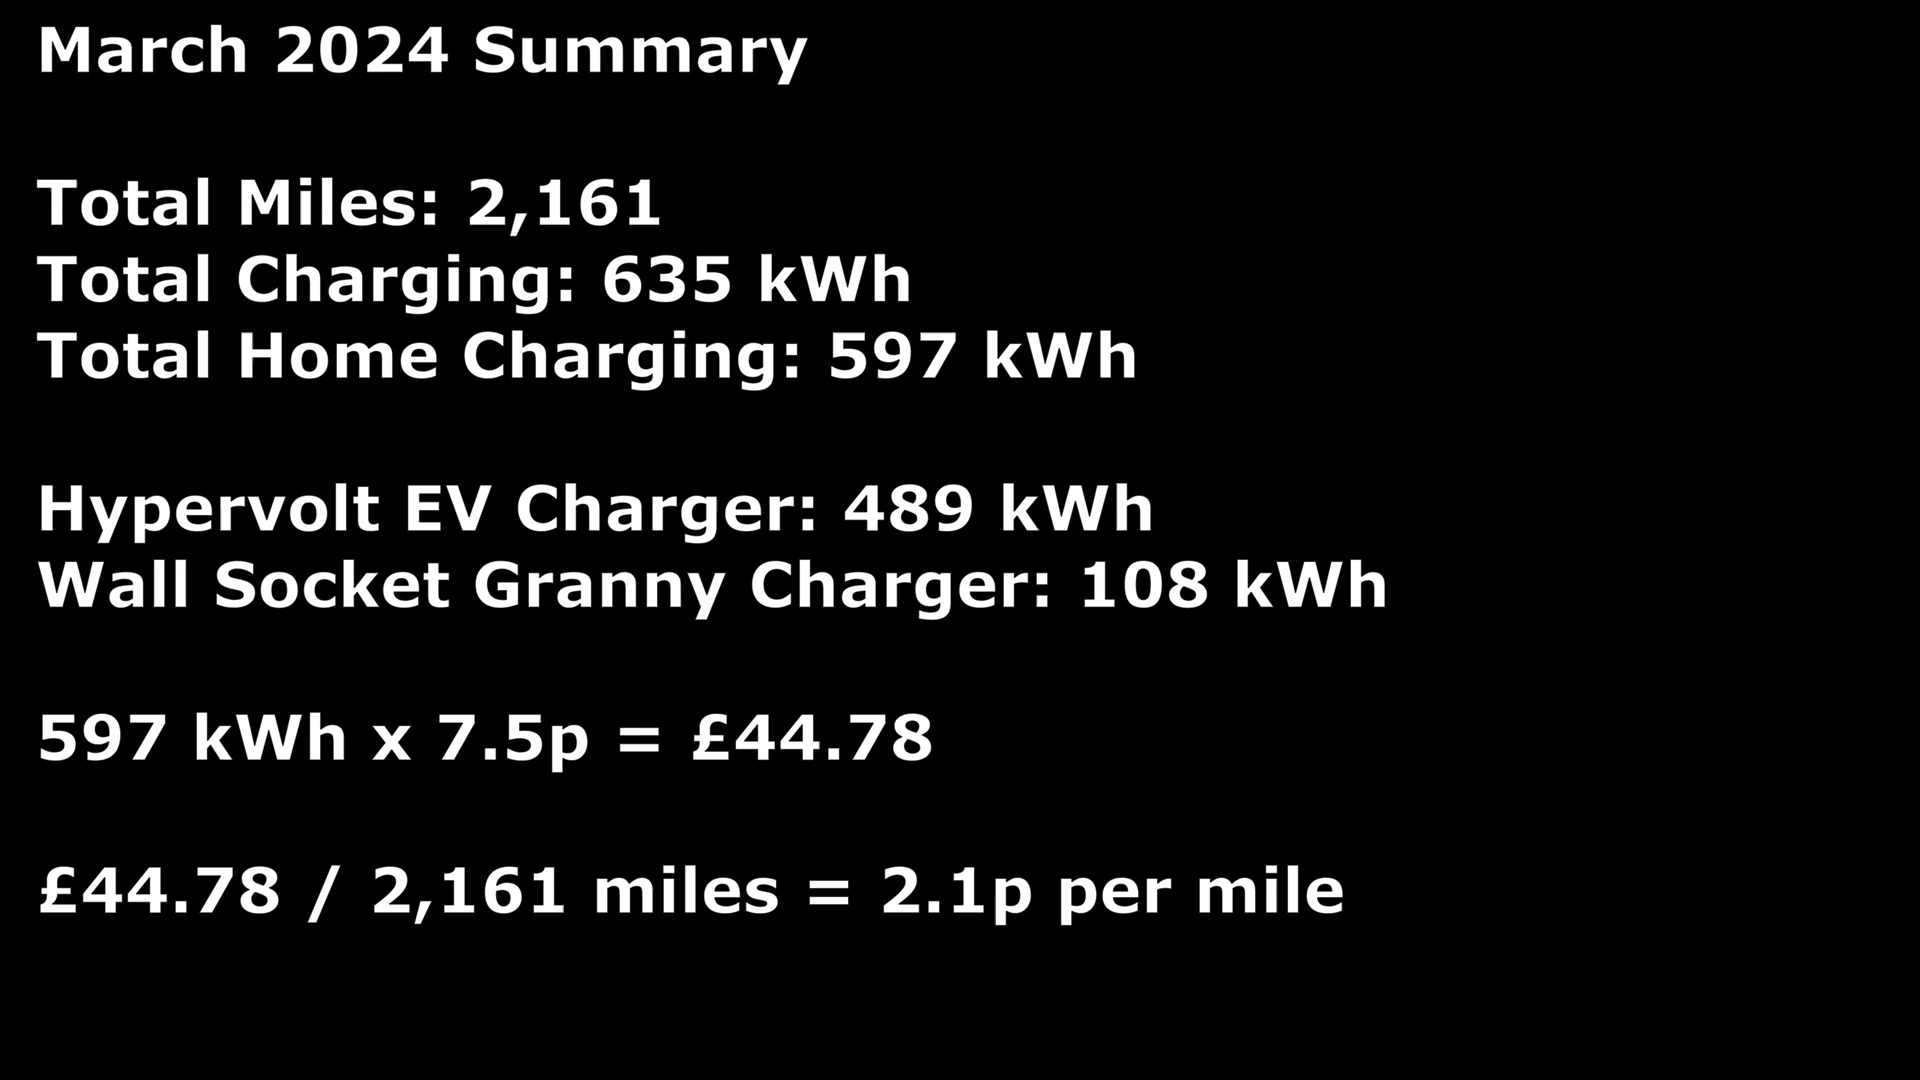 March 2024 Summary
Total Miles: 2,161
Total Charging: 635 kWh
Total Home Charging: 597 kWh
Hypervolt EV Charger: 489 kWh
Wall Socket Granny Charger: 108 kWh
597 kWh x 7.5p = £44.78
£44.78 / 2,161 miles = 2.1p per mile